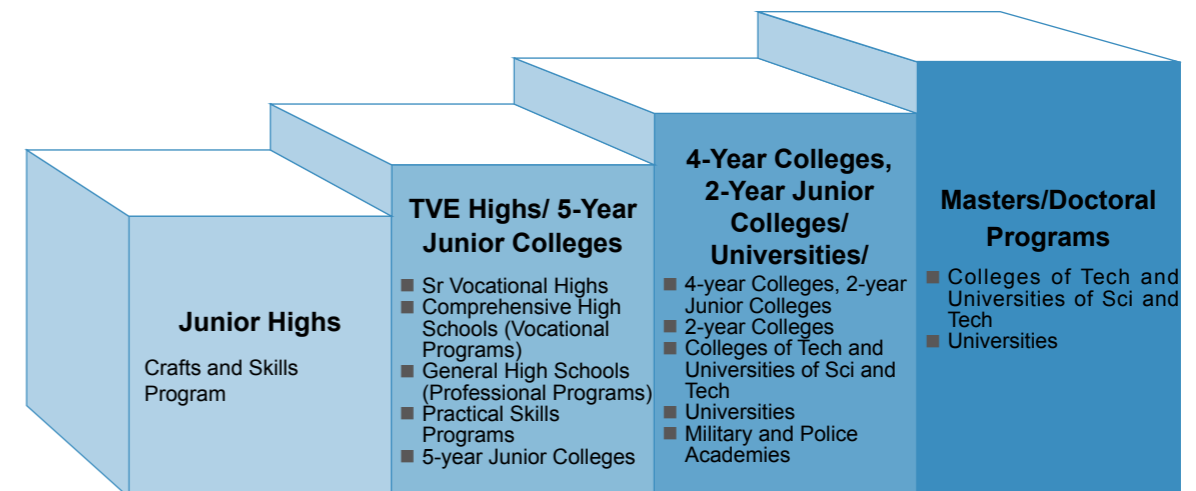 Junior Highs
Crafts and Skills
Program
TVE Highs/ 5-Year
Junior Colleges
■ Sr Vocational Highs
■ Comprehensive High
Schools (Vocational
Programs)
■ General High Schools
(Professional Programs)
■ Practical Skills
Programs
■ 5-year Junior Colleges
4-Year Colleges,
2-Year Junior
Colleges/
Universities/
■ 4-year Colleges, 2-year
Junior Colleges
■ 2-year Colleges
■ Colleges of Tech and
Universities of Sci and
Tech
■ Universities
■ Military and Police
Academies
Masters/Doctoral
Programs
■ Colleges of Tech and
Universities of Sci and
Tech
■ Universities